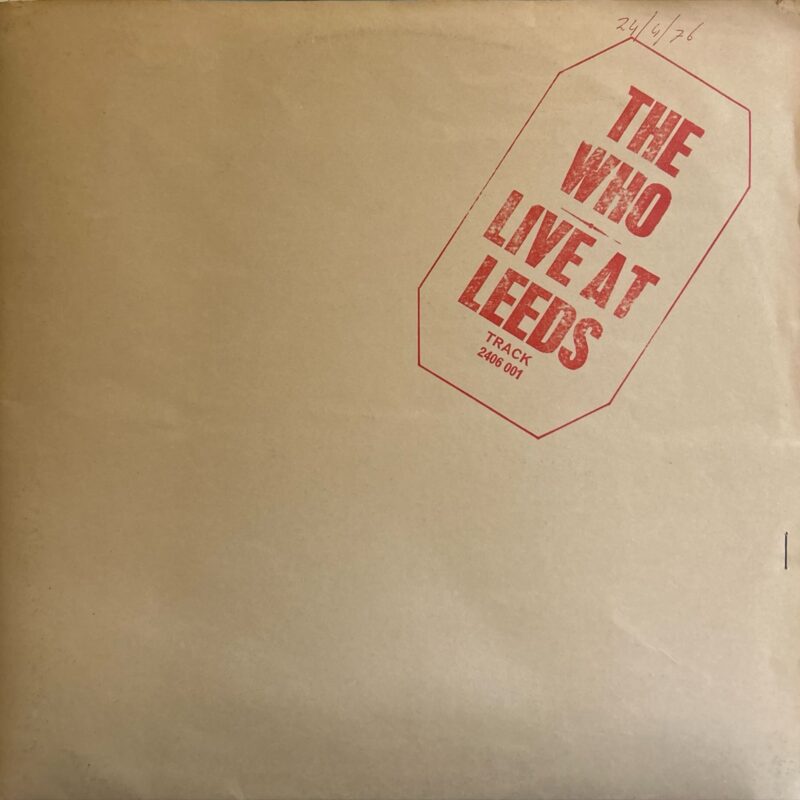 24/4/76
THE
WHO
LIVE AT
LEEDS
TRACK
2406 001